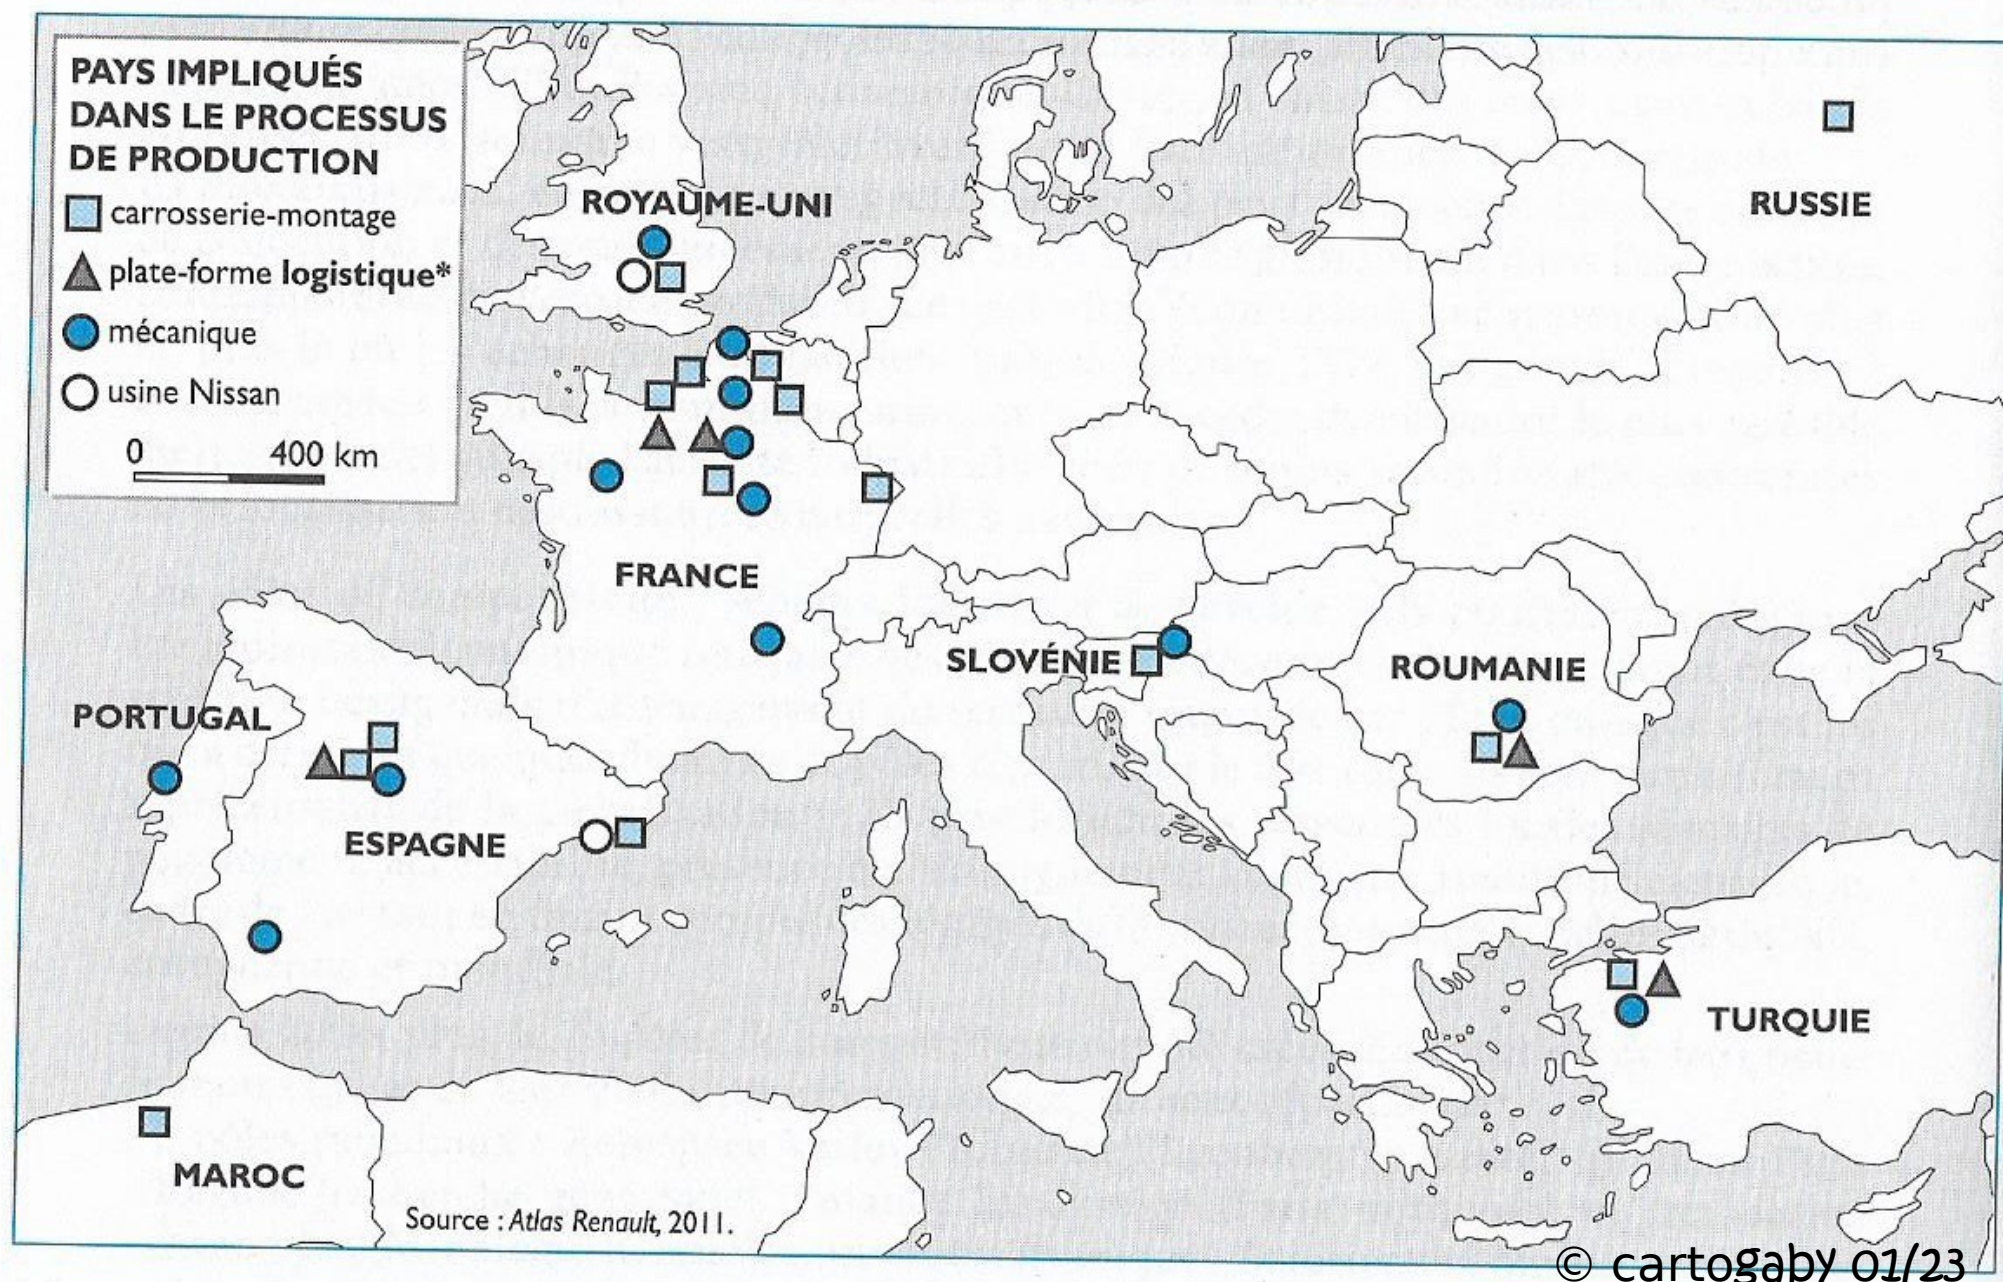 PAYS IMPLIQUÉS
DANS LE PROCESSUS
DE PRODUCTION
carrosserie-montage
plate-forme logistique*
mécanique
usine Nissan
0 400 km
ROYAUME-UNI
RUSSIE
FRANCE
SLOVÉNIE
ROUMANIE
PORTUGAL
ESPAGNE
TURQUIE
MAROC
Source : Atlas Renault, 2011.
© cartogaby 01/23